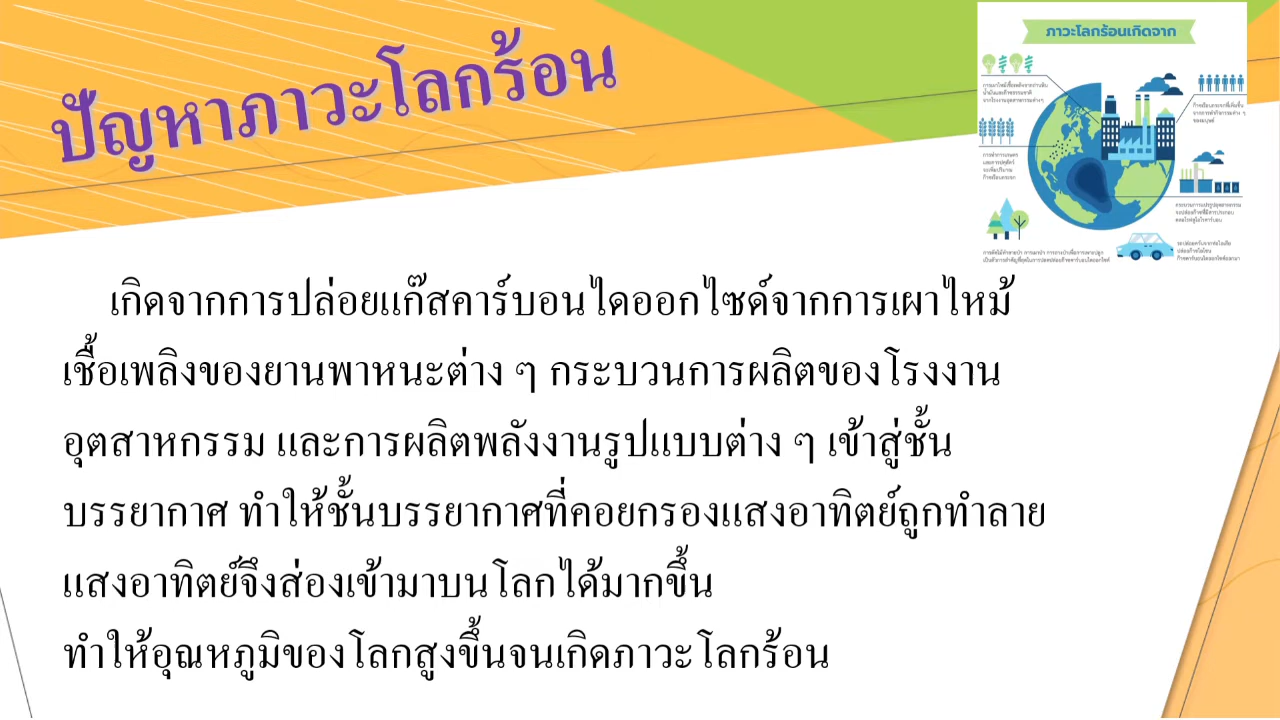 ปัญหาภาวะโลกร้อน
ภาวะโลกร้อนเกิดจาก
เกิดจากการปล่อยแก๊สคาร์บอนไดออกไซด์จากการเผาไหม้
เชื้อเพลิงของยานพาหนะต่าง ๆ กระบวนการผลิตของโรงงาน
อุตสาหกรรม และการผลิตพลังงานรูปแบบต่าง ๆ เข้าสู่ชั้น
บรรยากาศ ทำให้ชั้นบรรยากาศที่คอยกรองแสงอาทิตย์ถูกทำลาย
แสงอาทิตย์จึงส่องเข้ามาบนโลกได้มากขึ้น
ทำให้อุณหภูมิของโลกสูงขึ้นจนเกิดภาวะโลกร้อน